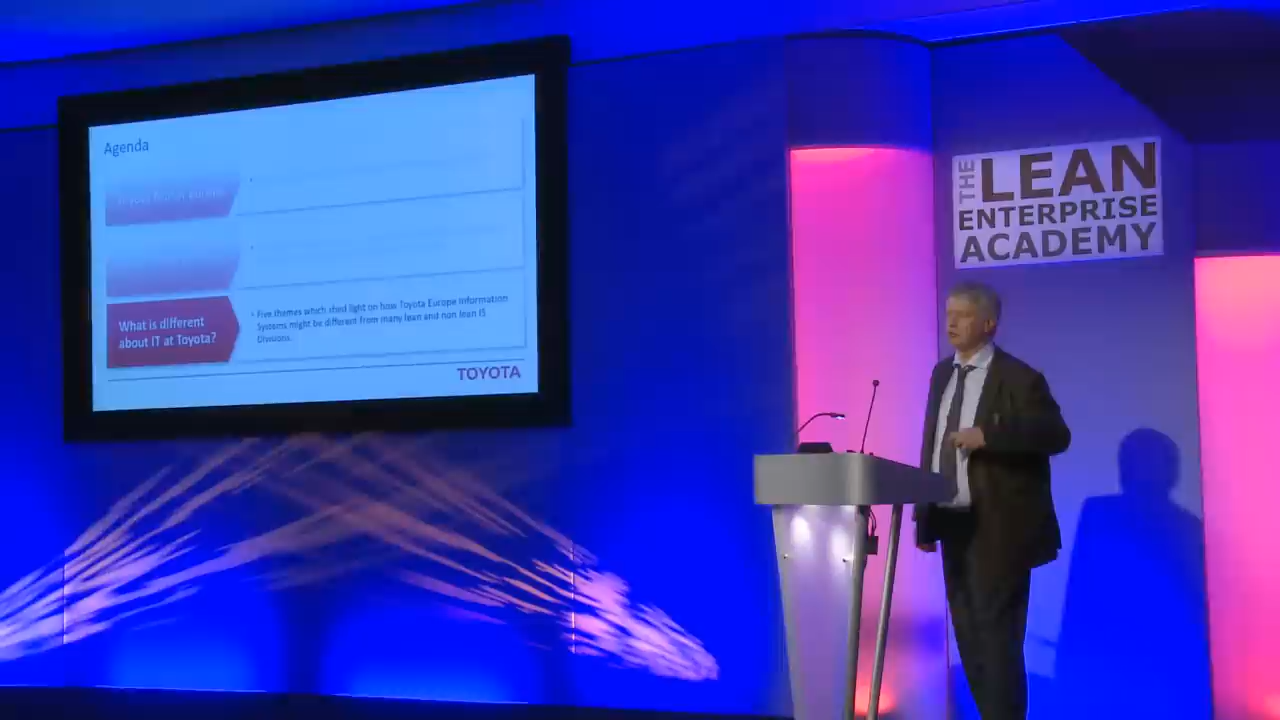 Agenda
What is different
about IT at Toyota?
Five themes which shed light on how Toyota Europe Information
Systems might be different from many lean and non lean IS
Divisions.
TOYOTA
THE
LEAN
ENTERPRISE
ACADEMY